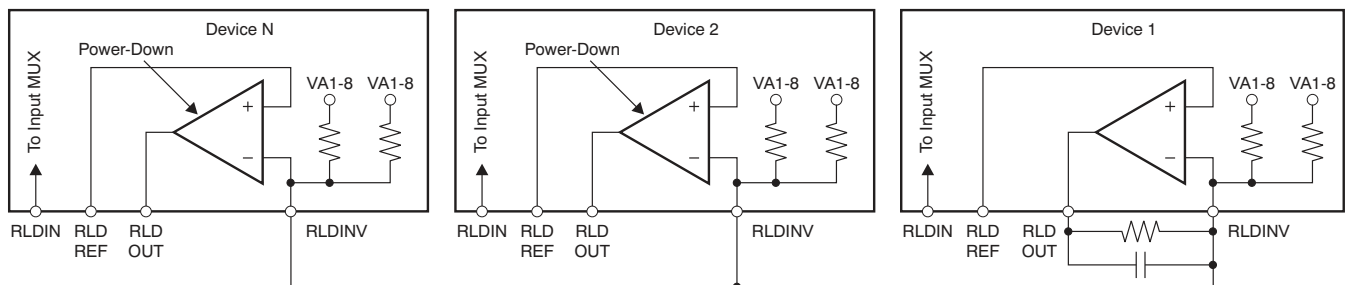 Device N
Power-Down
To Input MUX
VA1-8
VA1-8
+
−
RLDIN
RLD
REF
RLD
OUT
RLDINV
Device 2
Power-Down
To Input MUX
VA1-8
VA1-8
+
−
RLDIN
RLD
REF
RLD
OUT
RLDINV
Device 1
To Input MUX
VA1-8
VA1-8
+
−
RLDIN
RLD
REF
RLD
OUT
RLDINV